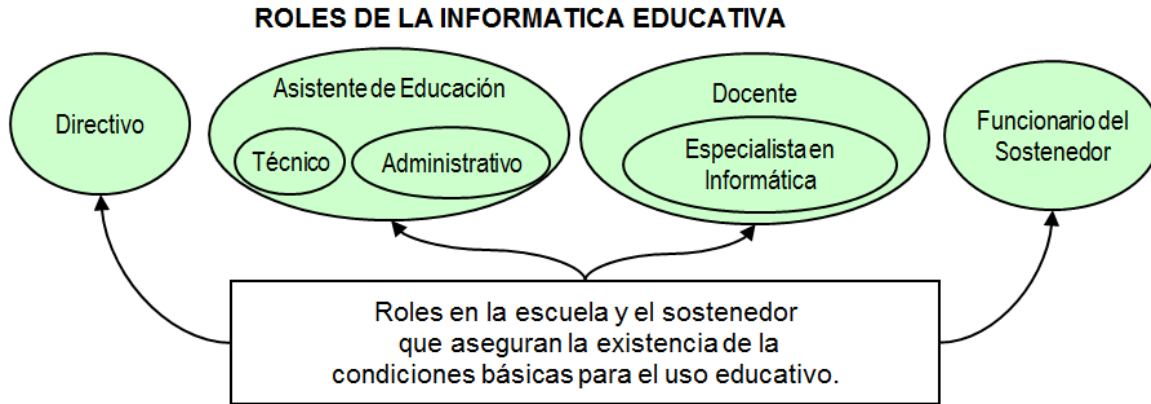 ROLES DE LA INFORMATICA EDUCATIVA
Directivo
Asistente de Educación
Técnico
Administrativo
Docente
Especialista en
Informática
Funcionario del
Sostenedor
Roles en la escuela y el sostenedor
que aseguran la existencia de la
condiciones básicas para el uso educativo.